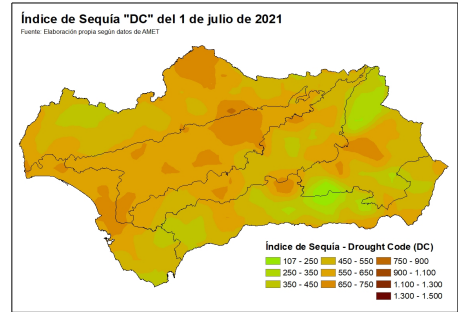 Índice de Sequía "DC" del 1 de julio de 2021
Fuente: Elaboración propia según datos de AMET
Índice de Sequía - Drought Code (DC)
107 - 250 450 - 550 750 - 900
250 - 350 550 - 650 900 - 1.100
350 - 450 650 - 750 1.100 - 1.300
1.300 - 1.500